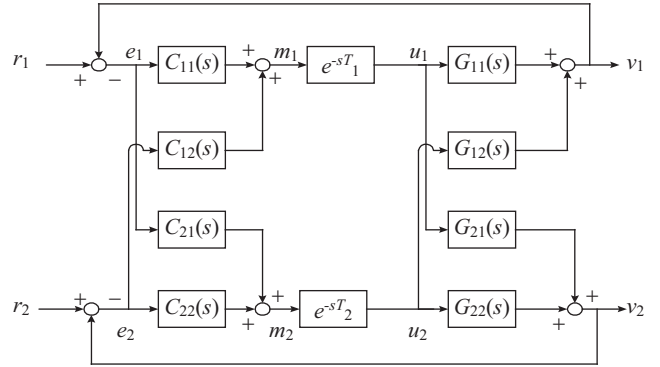 e₁ + m₁ u₁ +
r₁ + − C₁₁(s) + e⁻ˢᵀ₁ G₁₁(s) + v₁
C₁₂(s) G₁₂(s)
C₂₁(s) G₂₁(s)
r₂ + − C₂₂(s) + + e⁻ˢᵀ₂ G₂₂(s) + + v₂
e₂ m₂ u₂